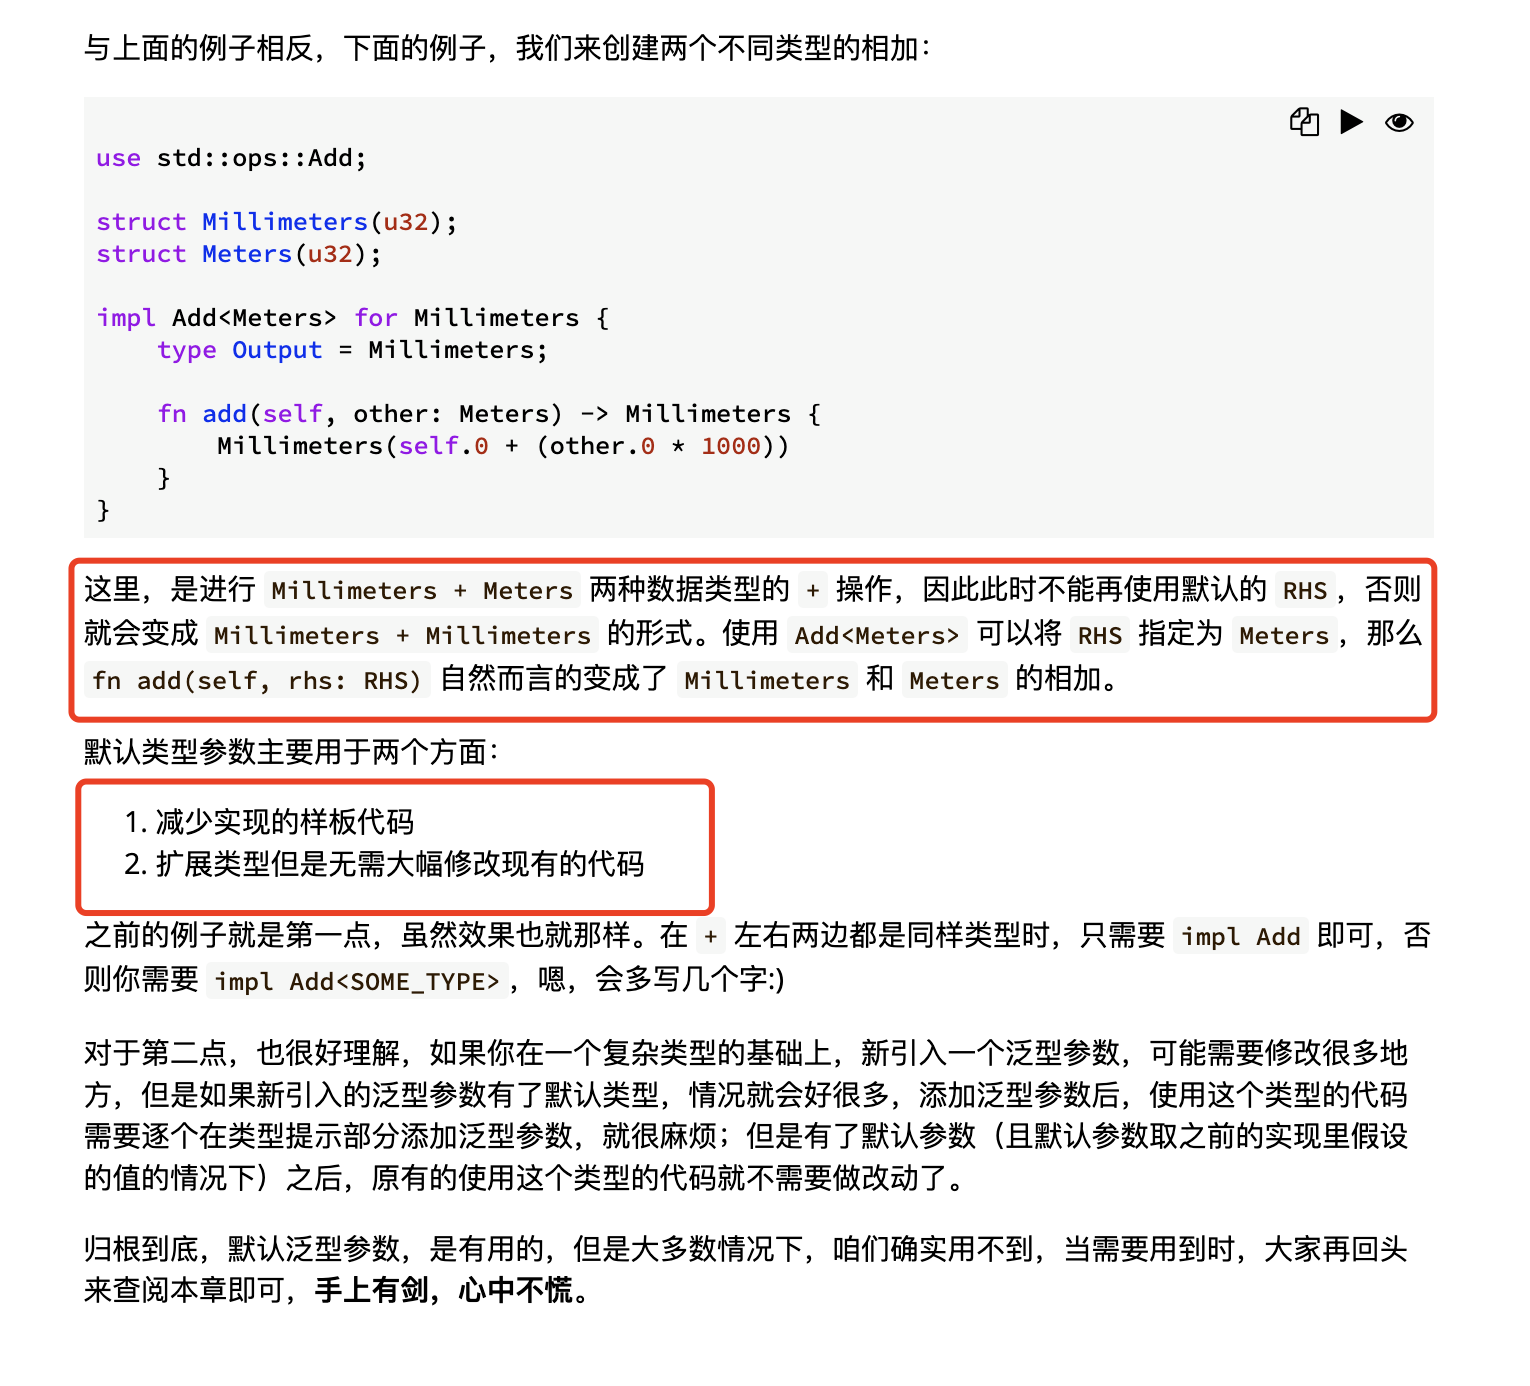 与上面的例子相反，下面的例子，我们来创建两个不同类型的相加：
use std::ops::Add;
struct Millimeters(u32);
struct Meters(u32);
impl Add<Meters> for Millimeters {
    type Output = Millimeters;
    fn add(self, other: Meters) -> Millimeters {
        Millimeters(self.0 + (other.0 * 1000))
    }
}
这里，是进行 Millimeters + Meters 两种数据类型的 + 操作，因此此时不能再使用默认的 RHS，否则
就会变成 Millimeters + Millimeters 的形式。使用 Add<Meters> 可以将 RHS 指定为 Meters，那么
fn add(self, rhs: RHS) 自然而言的变成了 Millimeters 和 Meters 的相加。
默认类型参数主要用于两个方面：
1. 减少实现的样板代码
2. 扩展类型但是无需大幅修改现有的代码
之前的例子就是第一点，虽然效果也就那样。在 + 左右两边都是同样类型时，只需要 impl Add 即可，否
则你需要 impl Add<SOME_TYPE>，嗯，会多写几个字:)
对于第二点，也很好理解，如果你在一个复杂类型的基础上，新引入一个泛型参数，可能需要修改很多地
方，但是如果新引入的泛型参数有了默认类型，情况就会好很多，添加泛型参数后，使用这个类型的代码
需要逐个在类型提示部分添加泛型参数，就很麻烦；但是有了默认参数（且默认参数取之前的实现里假设
的值的情况下）之后，原有的使用这个类型的代码就不需要做改动了。
归根到底，默认泛型参数，是有用的，但是大多数情况下，咱们确实用不到，当需要用到时，大家再回头
来查阅本章即可，手上有剑，心中不慌。